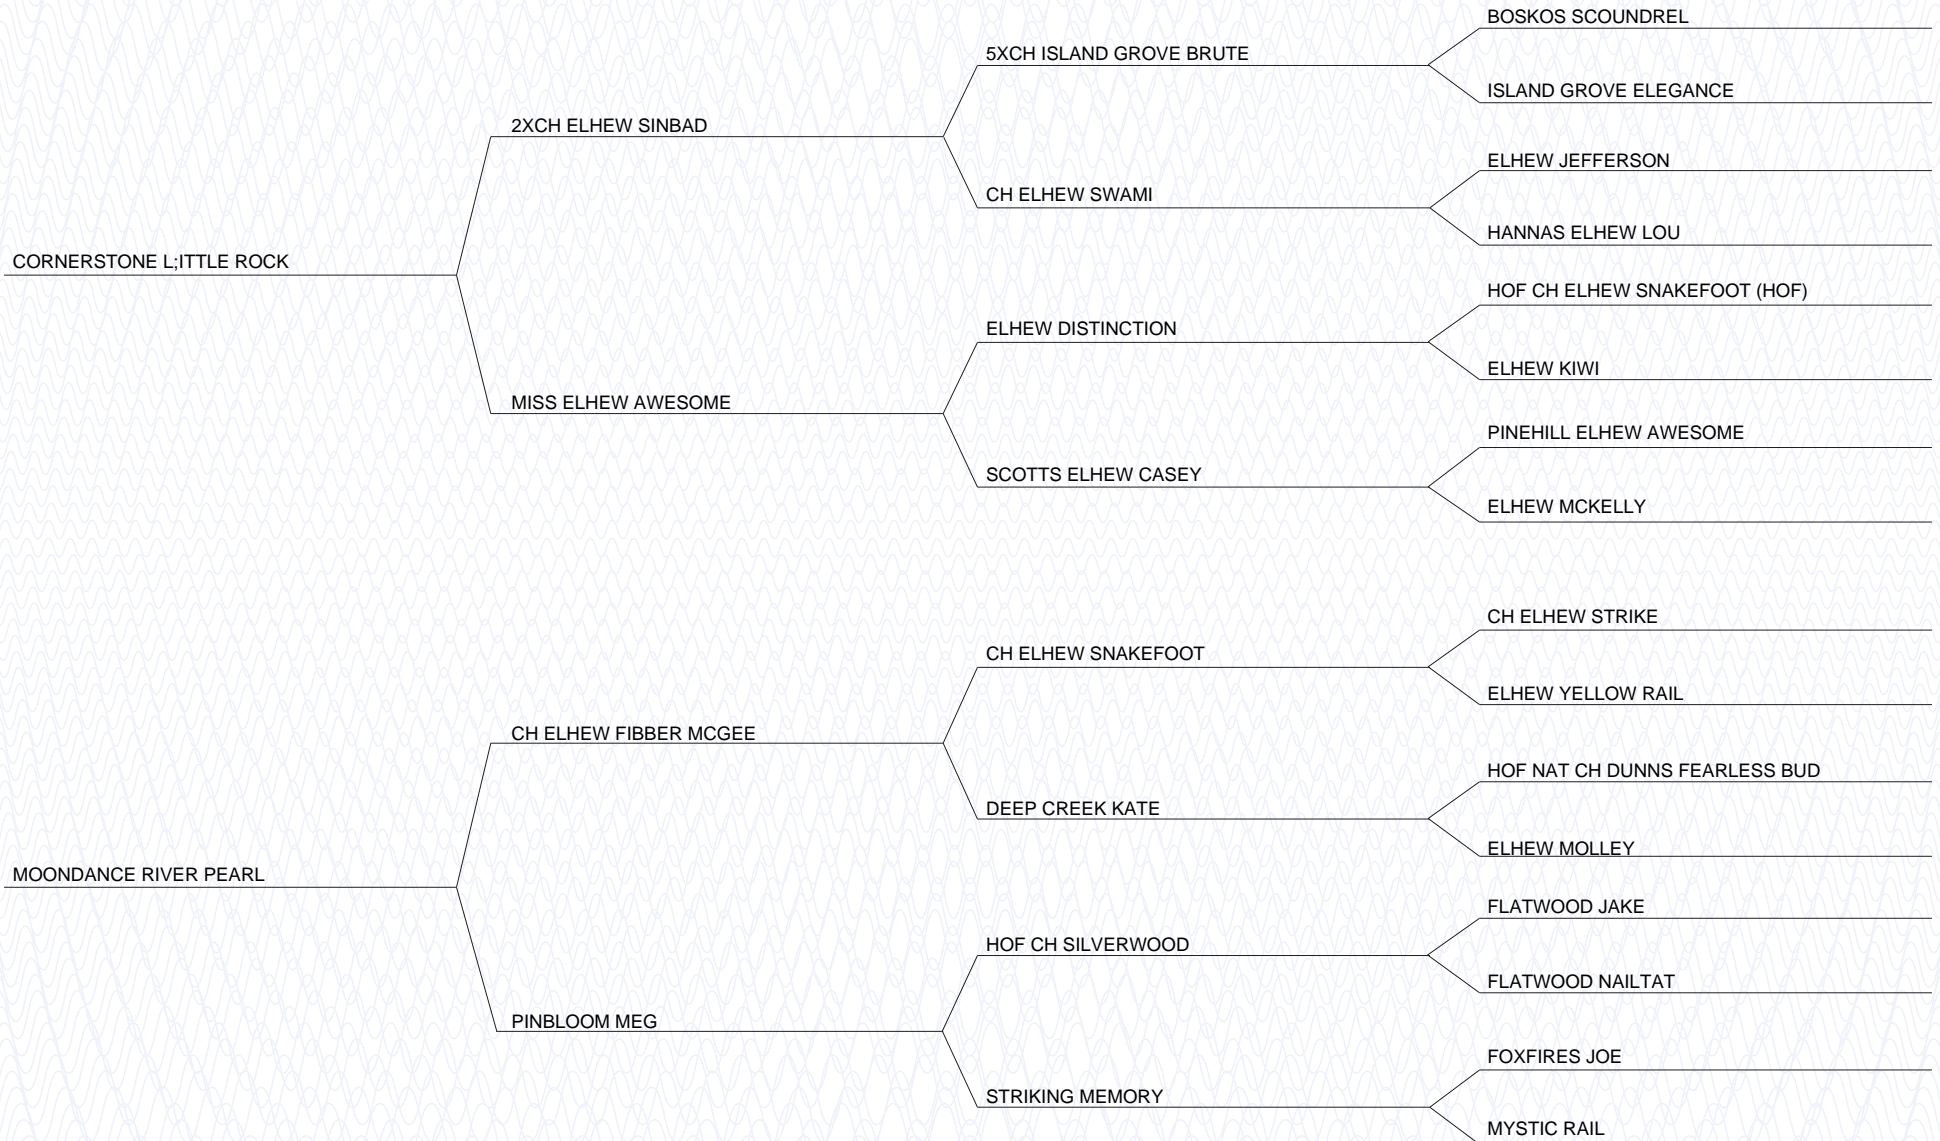 BOSKOS SCOUNDREL
5XCH ISLAND GROVE BRUTE
ISLAND GROVE ELEGANCE
2XCH ELHEW SINBAD
ELHEW JEFFERSON
CH ELHEW SWAMI
HANNAS ELHEW LOU
CORNERSTONE L;ITTLE ROCK
HOF CH ELHEW SNAKEFOOT (HOF)
ELHEW DISTINCTION
ELHEW KIWI
MISS ELHEW AWESOME
PINEHILL ELHEW AWESOME
SCOTTS ELHEW CASEY
ELHEW MCKELLY
CH ELHEW STRIKE
CH ELHEW SNAKEFOOT
ELHEW YELLOW RAIL
CH ELHEW FIBBER MCGEE
HOF NAT CH DUNNS FEARLESS BUD
DEEP CREEK KATE
ELHEW MOLLEY
MOONDANCE RIVER PEARL
FLATWOOD JAKE
HOF CH SILVERWOOD
FLATWOOD NAILTAT
PINBLOOM MEG
FOXFIRES JOE
STRIKING MEMORY
MYSTIC RAIL